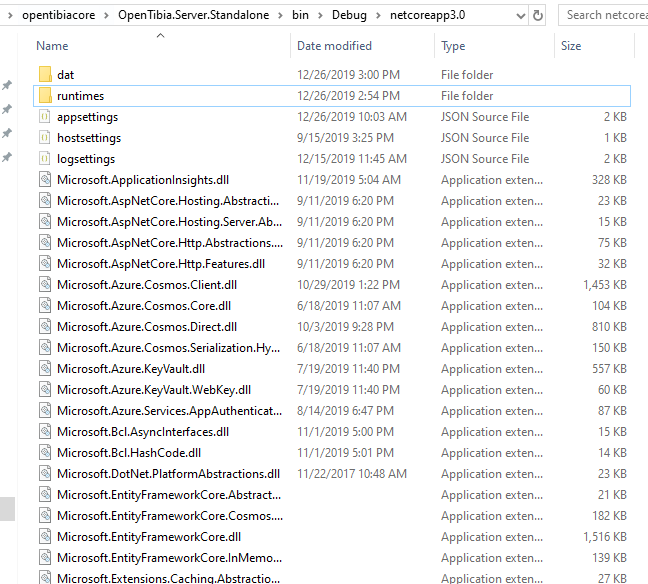 opentibiacore > OpenTibia.Server.Standalone > bin > Debug > netcoreapp3.0 Search netcorea
Name Date modified Type Size
dat 12/26/2019 3:00 PM File folder
runtimes 12/26/2019 2:54 PM File folder
appsettings 12/26/2019 10:03 AM JSON Source File 2 KB
hostsettings 9/15/2019 3:25 PM JSON Source File 1 KB
logsettings 12/15/2019 11:45 AM JSON Source File 2 KB
Microsoft.ApplicationInsights.dll 11/19/2019 5:04 AM Application exten... 328 KB
Microsoft.AspNetCore.Hosting.Abstracti... 9/11/2019 6:20 PM Application exten... 23 KB
Microsoft.AspNetCore.Hosting.Server.Ab... 9/11/2019 6:20 PM Application exten... 15 KB
Microsoft.AspNetCore.Http.Abstractions.... 9/11/2019 6:20 PM Application exten... 75 KB
Microsoft.AspNetCore.Http.Features.dll 9/11/2019 6:20 PM Application exten... 32 KB
Microsoft.Azure.Cosmos.Client.dll 10/29/2019 1:22 PM Application exten... 1,453 KB
Microsoft.Azure.Cosmos.Core.dll 6/18/2019 11:07 AM Application exten... 104 KB
Microsoft.Azure.Cosmos.Direct.dll 10/3/2019 9:28 PM Application exten... 810 KB
Microsoft.Azure.Cosmos.Serialization.Hy... 6/18/2019 11:07 AM Application exten... 150 KB
Microsoft.Azure.KeyVault.dll 7/19/2019 11:40 PM Application exten... 557 KB
Microsoft.Azure.KeyVault.WebKey.dll 7/19/2019 11:40 PM Application exten... 60 KB
Microsoft.Azure.Services.AppAuthenticat... 8/14/2019 6:47 PM Application exten... 87 KB
Microsoft.Bcl.AsyncInterfaces.dll 11/1/2019 5:00 PM Application exten... 15 KB
Microsoft.Bcl.HashCode.dll 11/1/2019 5:01 PM Application exten... 14 KB
Microsoft.DotNet.PlatformAbstractions.dll 11/22/2017 10:48 AM Application exten... 23 KB
Microsoft.EntityFrameworkCore.Abstract... Application exten... 21 KB
Microsoft.EntityFrameworkCore.Cosmos.... Application exten... 182 KB
Microsoft.EntityFrameworkCore.dll Application exten... 1,516 KB
Microsoft.EntityFrameworkCore.InMemo... Application exten... 139 KB
Microsoft.Extensions.Caching.Abstractio... Application exten... 27 KB